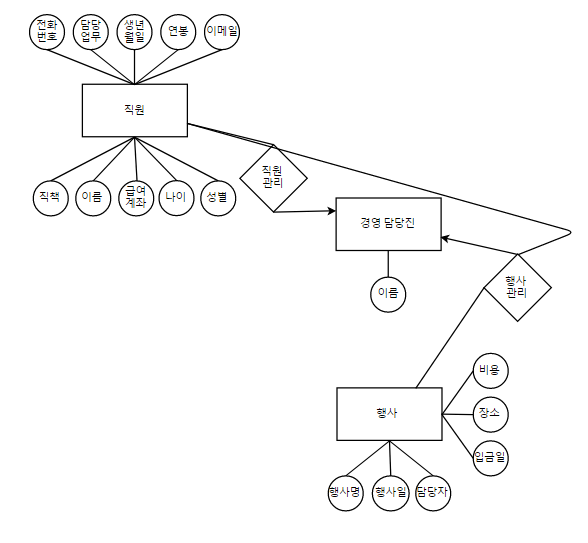 전화
번호
담당
업무
생년
월일
연봉
이메일
직원
직책
이름
급여
계좌
나이
성별
직원
관리
경영 담당진
이름
행사
관리
비용
행사
장소
입금일
행사명
행사일
담당자